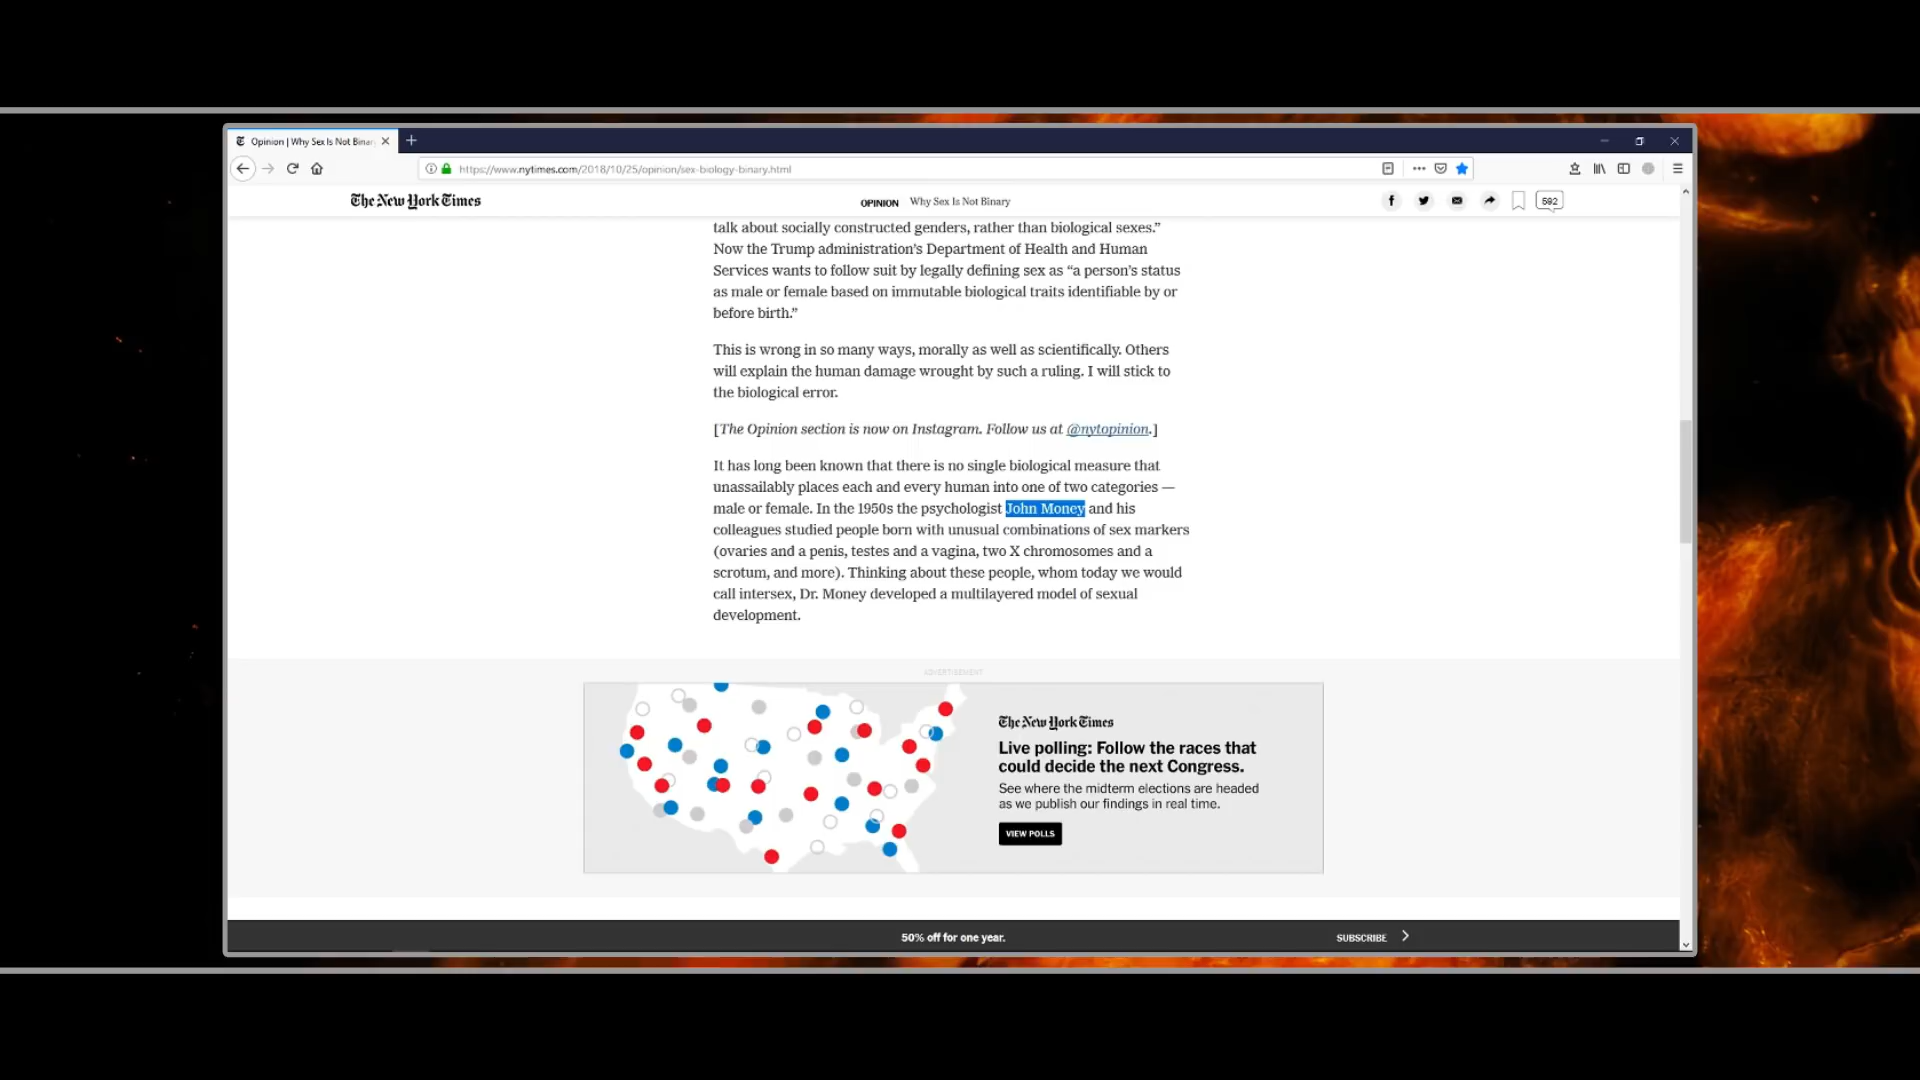 Opinion | Why Sex Is Not Binar
https://www.nytimes.com/2018/10/25/opinion/sex-biology-binary.html
The New York Times
OPINION Why Sex Is Not Binary
592
talk about socially constructed genders, rather than biological sexes.”
Now the Trump administration’s Department of Health and Human
Services wants to follow suit by legally defining sex as “a person’s status
as male or female based on immutable biological traits identifiable by or
before birth.”
This is wrong in so many ways, morally as well as scientifically. Others
will explain the human damage wrought by such a ruling. I will stick to
the biological error.
[The Opinion section is now on Instagram. Follow us at @nytopinion.]
It has long been known that there is no single biological measure that
unassailably places each and every human into one of two categories —
male or female. In the 1950s the psychologist John Money and his
colleagues studied people born with unusual combinations of sex markers
(ovaries and a penis, testes and a vagina, two X chromosomes and a
scrotum, and more). Thinking about these people, whom today we would
call intersex, Dr. Money developed a multilayered model of sexual
development.
ADVERTISEMENT
The New York Times
Live polling: Follow the races that
could decide the next Congress.
See where the midterm elections are headed
as we publish our findings in real time.
VIEW POLLS
50% off for one year.
SUBSCRIBE